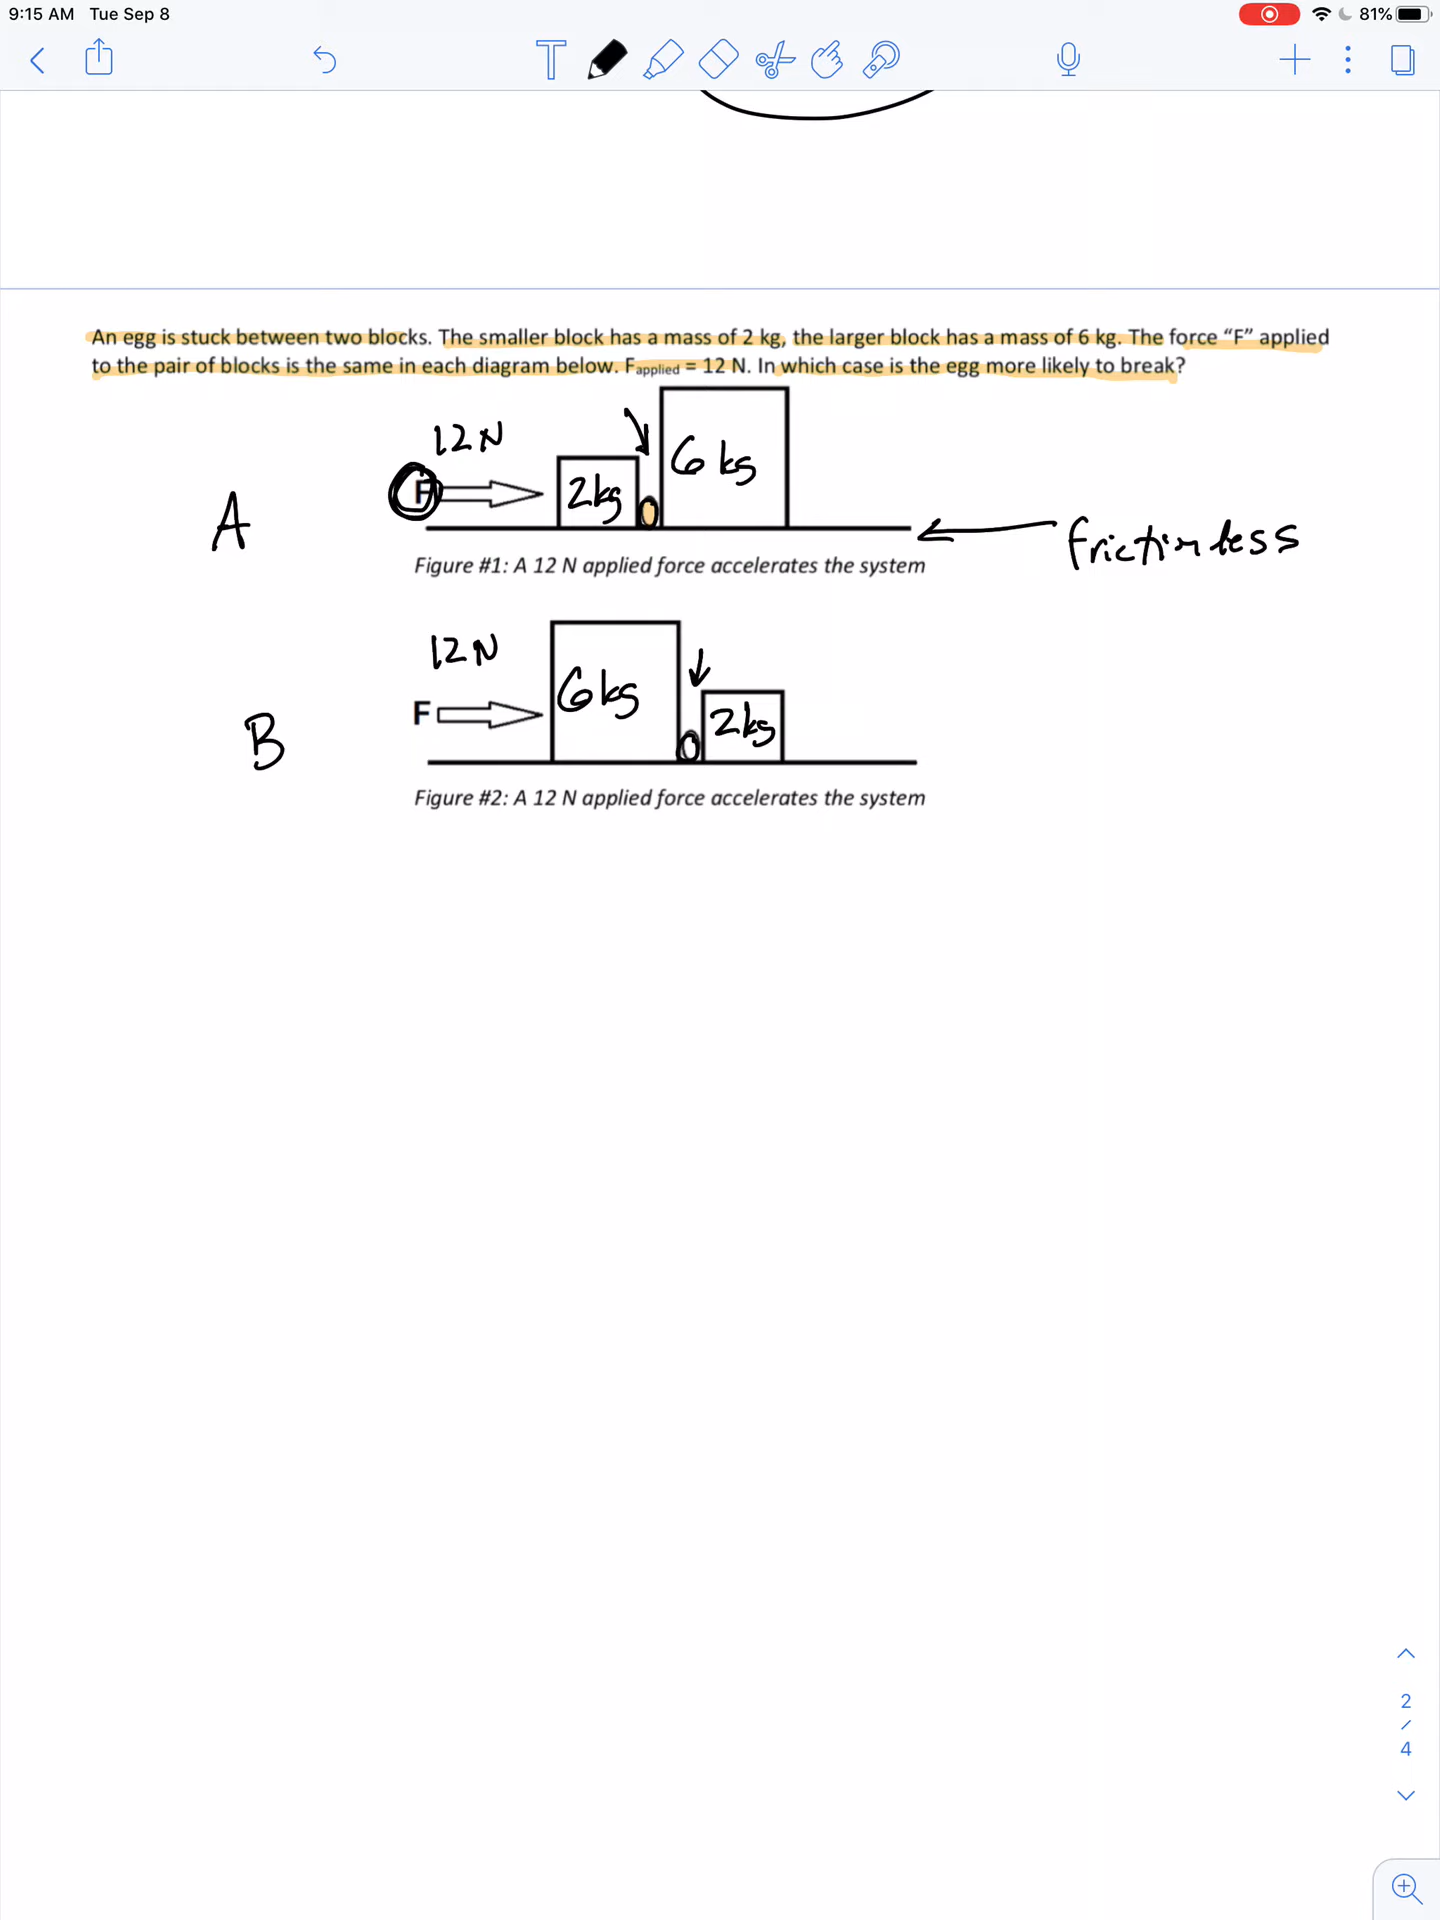 9:15 AM Tue Sep 8
81%
T
An egg is stuck between two blocks. The smaller block has a mass of 2 kg, the larger block has a mass of 6 kg. The force “F” applied
to the pair of blocks is the same in each diagram below. Fapplied = 12 N. In which case is the egg more likely to break?
12N
6 kg
F
2kg
A
frictionless
Figure #1: A 12 N applied force accelerates the system
12N
6kg
F
2kg
B
Figure #2: A 12 N applied force accelerates the system
2
/
4